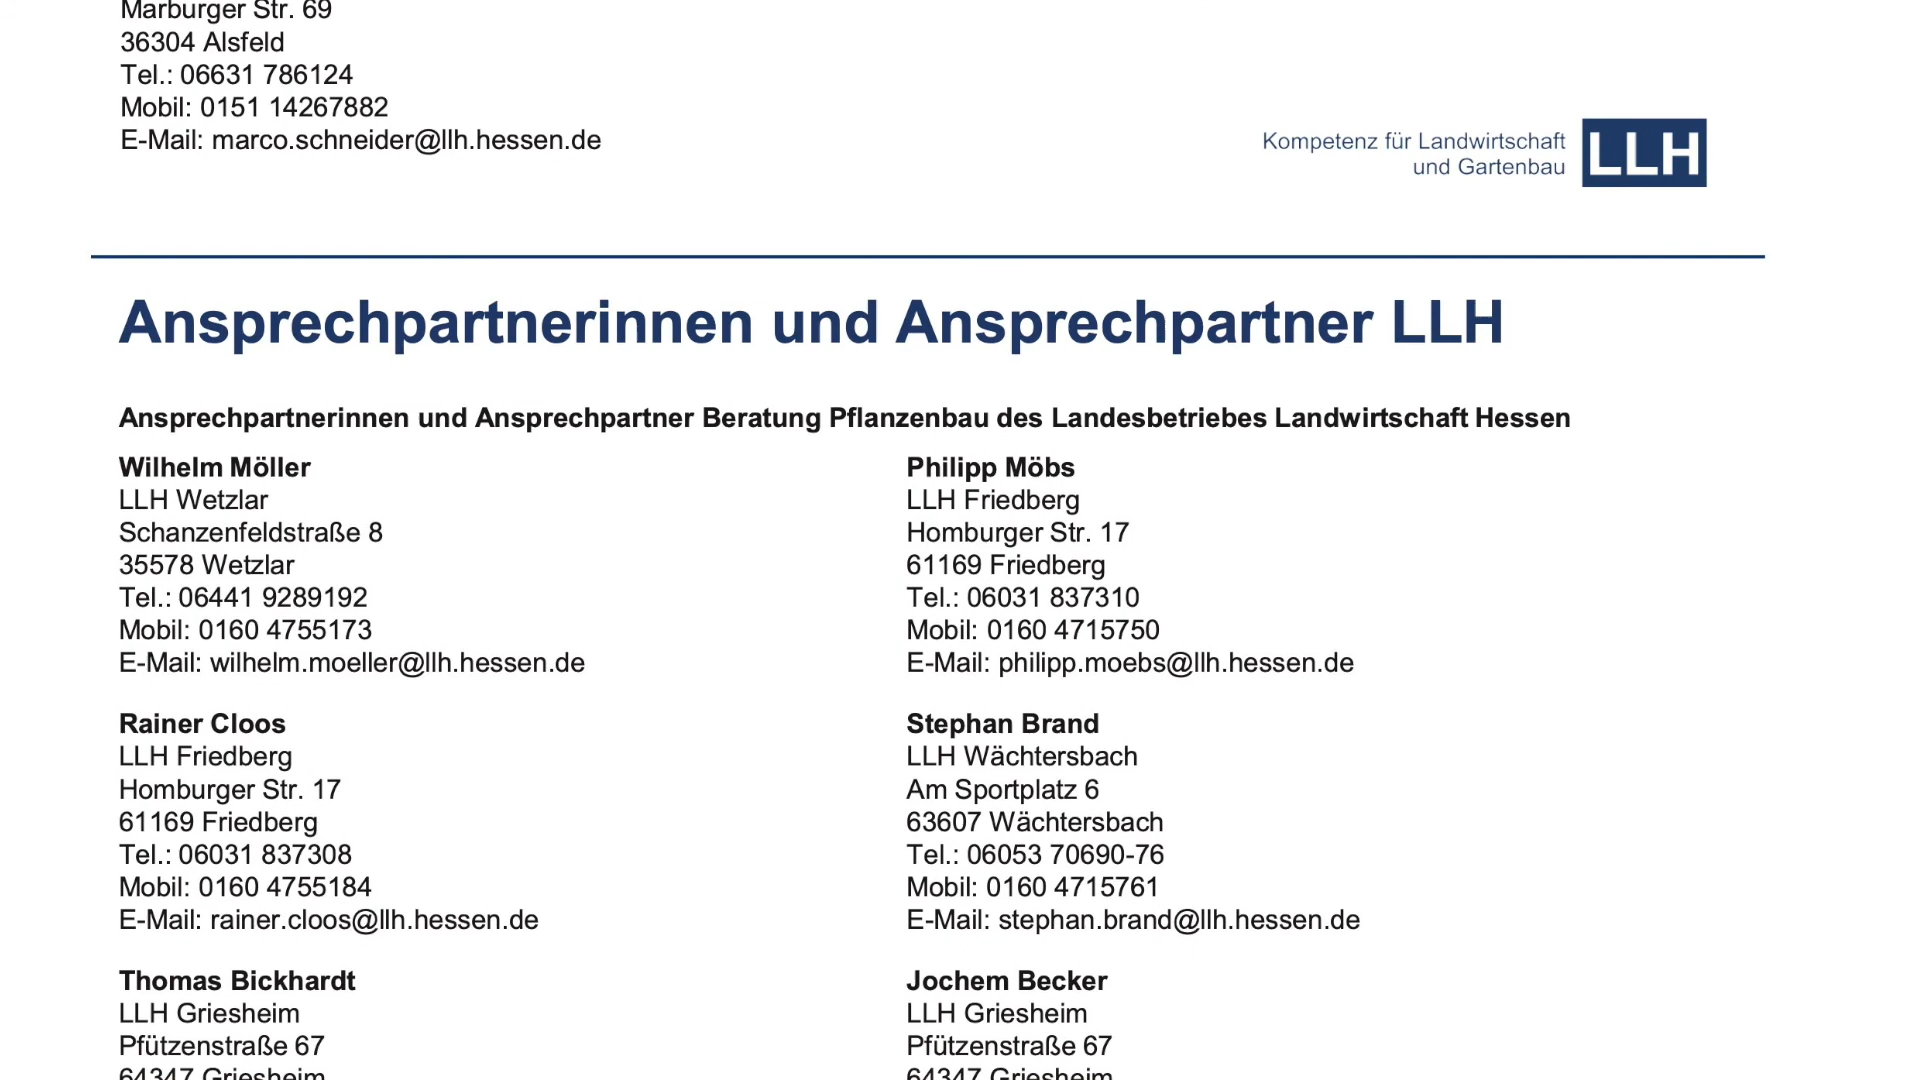 Marburger Str. 69
36304 Alsfeld
Tel.: 06631 786124
Mobil: 0151 14267882
E-Mail: marco.schneider@llh.hessen.de
Kompetenz für Landwirtschaft
und Gartenbau
LLH
Ansprechpartnerinnen und Ansprechpartner LLH
Ansprechpartnerinnen und Ansprechpartner Beratung Pflanzenbau des Landesbetriebes Landwirtschaft Hessen
Wilhelm Möller
LLH Wetzlar
Schanzenfeldstraße 8
35578 Wetzlar
Tel.: 06441 9289192
Mobil: 0160 4755173
E-Mail: wilhelm.moeller@llh.hessen.de
Rainer Cloos
LLH Friedberg
Homburger Str. 17
61169 Friedberg
Tel.: 06031 837308
Mobil: 0160 4755184
E-Mail: rainer.cloos@llh.hessen.de
Thomas Bickhardt
LLH Griesheim
Pfützenstraße 67
64347 Griesheim
Philipp Möbs
LLH Friedberg
Homburger Str. 17
61169 Friedberg
Tel.: 06031 837310
Mobil: 0160 4715750
E-Mail: philipp.moebs@llh.hessen.de
Stephan Brand
LLH Wächtersbach
Am Sportplatz 6
63607 Wächtersbach
Tel.: 06053 70690-76
Mobil: 0160 4715761
E-Mail: stephan.brand@llh.hessen.de
Jochem Becker
LLH Griesheim
Pfützenstraße 67
64347 Griesheim